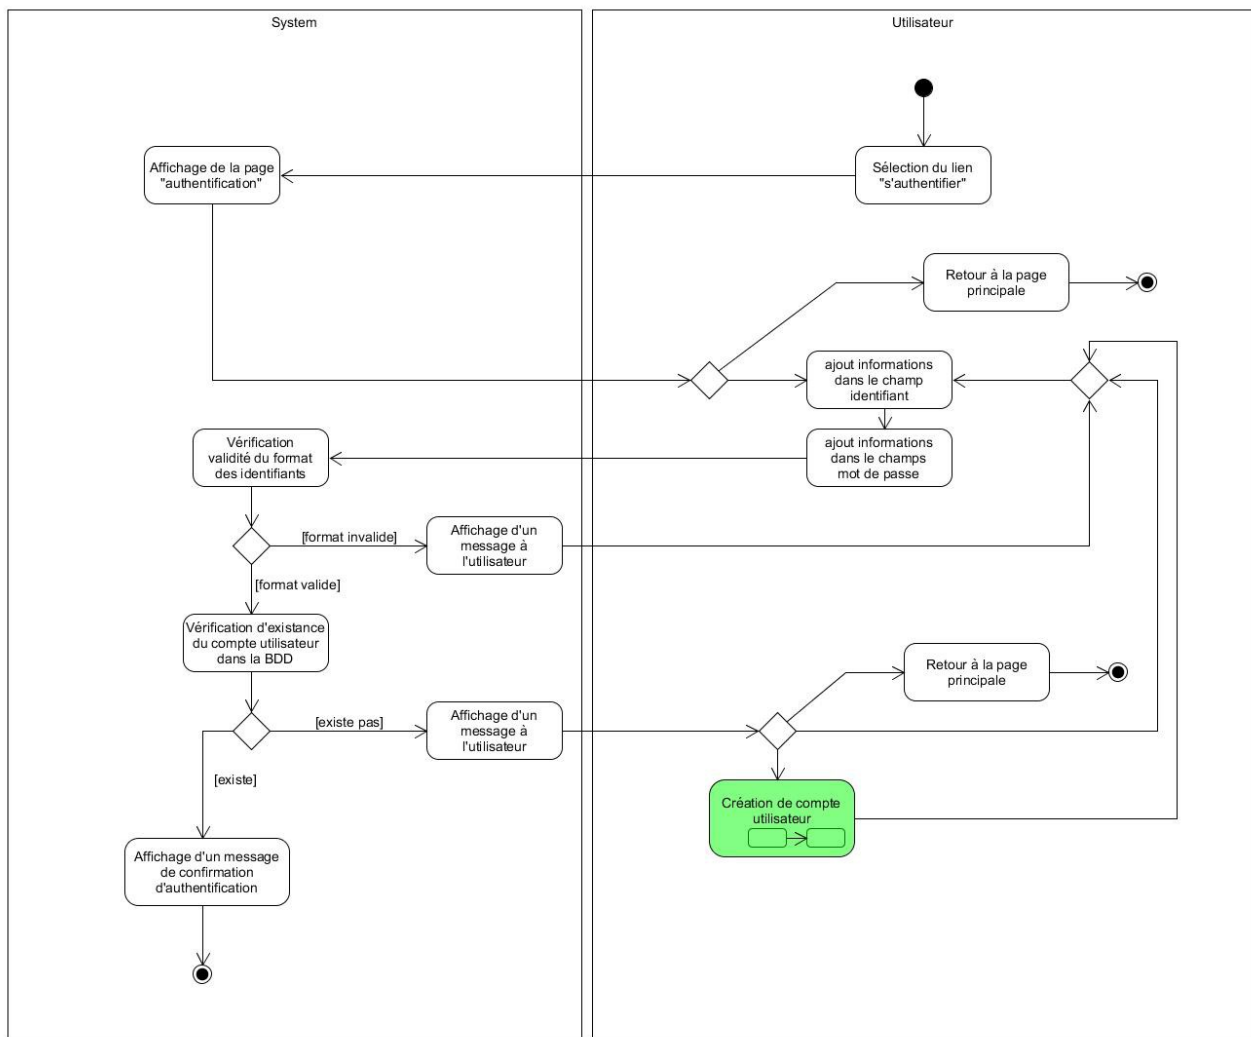 System
Utilisateur
Affichage de la page
"authentification"
Sélection du lien
"s'authentifier"
Retour à la page
principale
ajout informations
dans le champ
identifiant
Vérification
validité du format
des identifiants
ajout informations
dans le champs
mot de passe
[format invalide]
Affichage d'un
message à
l'utilisateur
[format valide]
Vérification d'existance
du compte utilisateur
dans la BDD
Retour à la page
principale
[existe pas]
Affichage d'un
message à
l'utilisateur
[existe]
Création de compte
utilisateur
Affichage d'un message
de confirmation
d'authentification